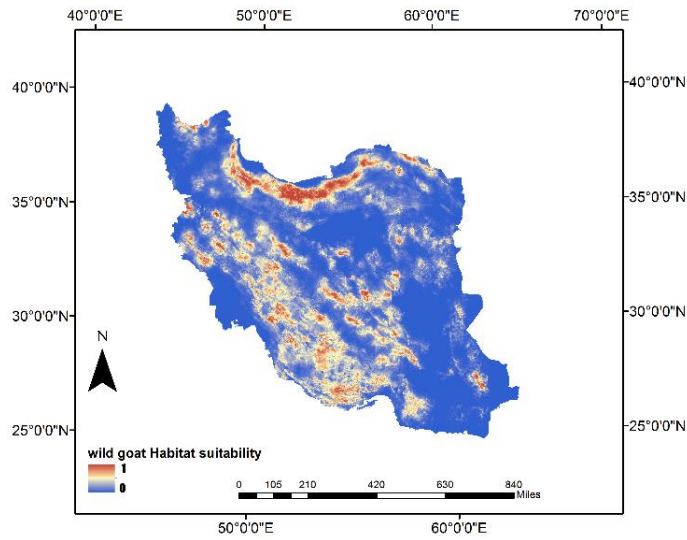 40°0'0"E 50°0'0"E 60°0'0"E 70°0'0"E
40°0'0"N 40°0'0"N
35°0'0"N 35°0'0"N
30°0'0"N 30°0'0"N
N
25°0'0"N 25°0'0"N
wild goat Habitat suitability
1
0
0 105 210 420 630 840
Miles
50°0'0"E 60°0'0"E